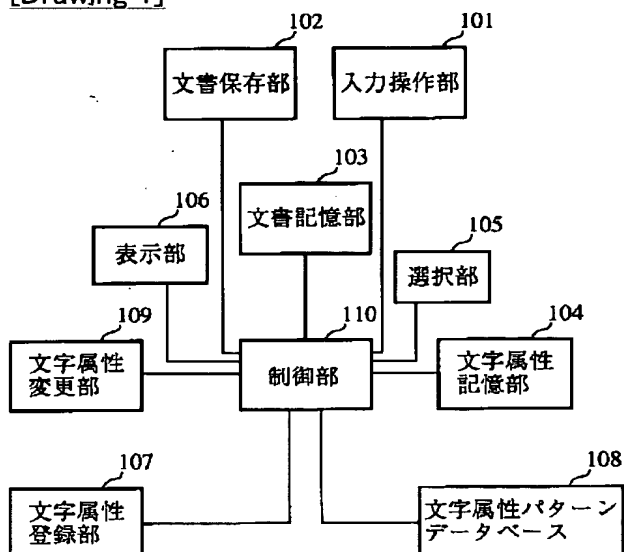 [Drawing 1]
102
101
文書保存部
入力操作部
103
文書記憶部
106
表示部
105
選択部
109
文字属性
変更部
110
制御部
104
文字属性
記憶部
107
文字属性
登録部
108
文字属性パターン
データベース